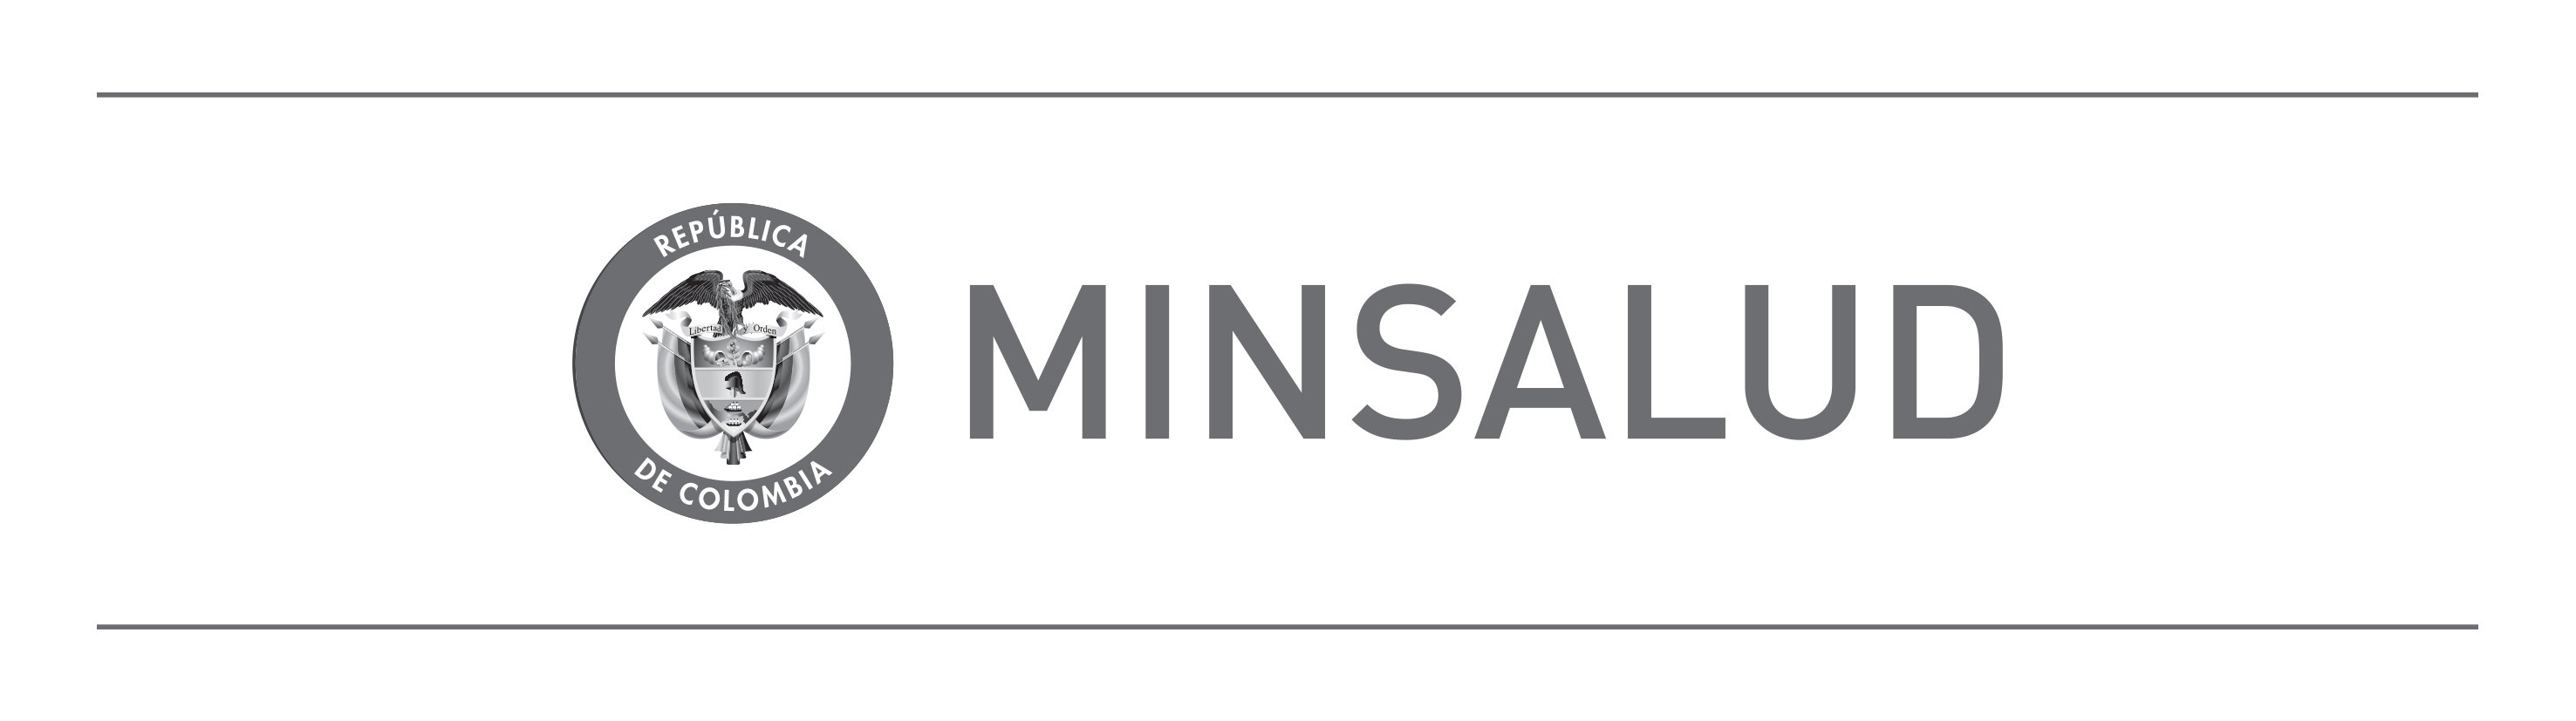 REPÚBLICA
Libertad y Orden
DE COLOMBIA
MINSALUD